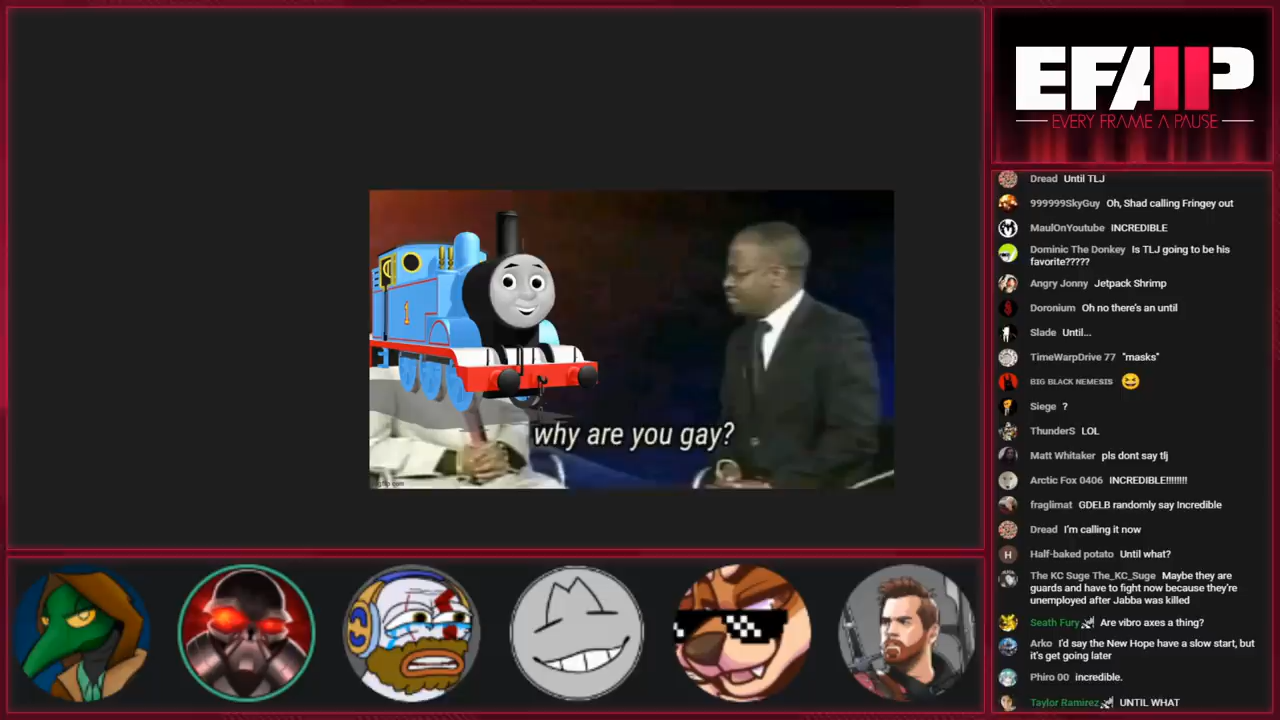 EFAP
EVERY FRAME A PAUSE
1
why are you gay?
Dread Until TLJ
999999SkyGuy Oh, Shad calling Fringey out
MaulOnYoutube INCREDIBLE
Dominic The Donkey Is TLJ going to be his
favorite?????
Angry Jonny Jetpack Shrimp
Doronium Oh no there's an until
Slade Until...
TimeWarpDrive 77 "masks"
BIG BLACK NEMESIS 😆
Siege ?
ThunderS LOL
Matt Whitaker pls dont say tlj
Arctic Fox 0406 INCREDIBLE!!!!!!!!
fraglimat GDELB randomly say Incredible
Dread I'm calling it now
H Half-baked potato Until what?
The KC Suge The_KC_Suge Maybe they are
guards and have to fight now because they're
unemployed after Jabba was killed
Seath Fury Are vibro axes a thing?
Arko I'd say the New Hope have a slow start, but
it's get going later
Phiro 00 incredible.
Taylor Ramirez UNTIL WHAT